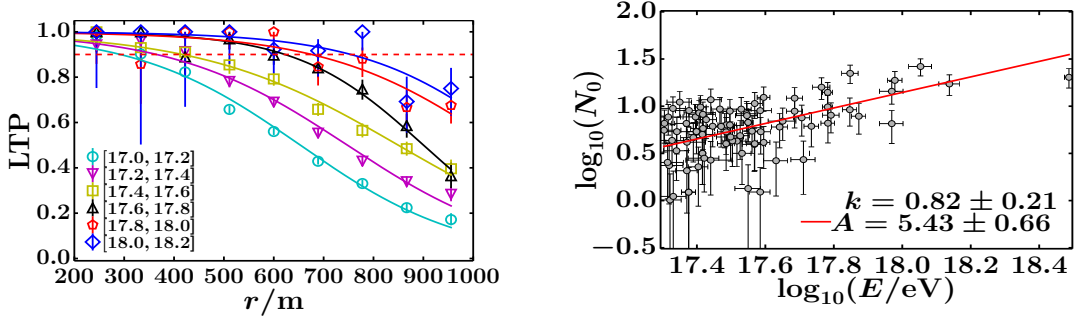 1.0
0.8
0.6
0.4
0.2
0.0
LTP
[17.0, 17.2]
[17.2, 17.4]
[17.4, 17.6]
[17.6, 17.8]
[17.8, 18.0]
[18.0, 18.2]
200 300 400 500 600 700 800 900 1000
r/m
2.0
1.5
1.0
0.5
0.0
−0.5
log10(N0)
k = 0.82 ± 0.21
A = 5.43 ± 0.66
17.4 17.6 17.8 18.0 18.2 18.4
log10(E/eV)